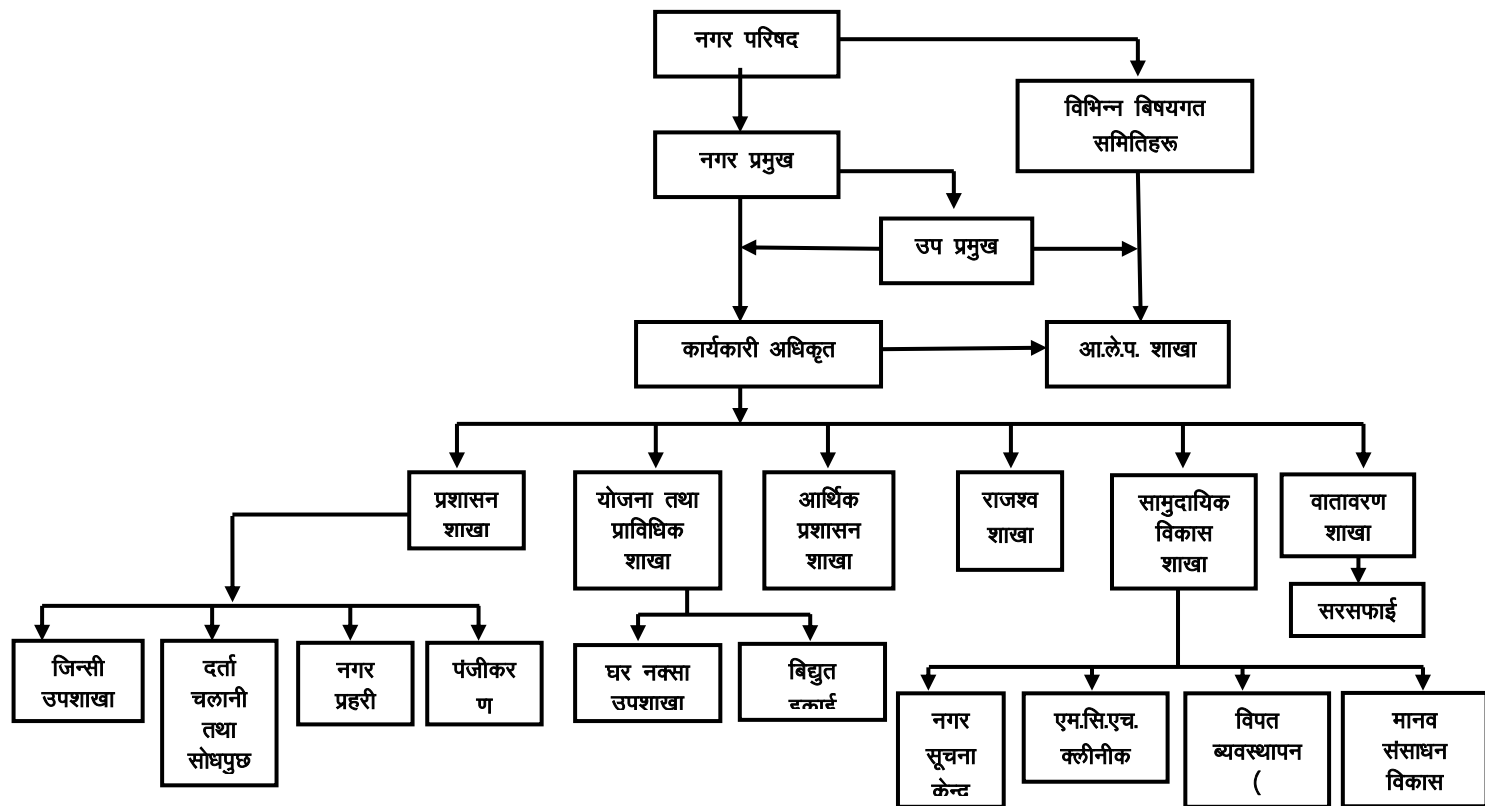 नगर परिषद
विभिन्न बिषयगत
समितिहरू
नगर प्रमुख
उप प्रमुख
कार्यकारी अधिकृत
आ.ले.प. शाखा
प्रशासन
शाखा
योजना तथा
प्राविधिक
शाखा
आर्थिक
प्रशासन
शाखा
राजश्व
शाखा
सामुदायिक
विकास
शाखा
वातावरण
शाखा
सरसफाई
जिन्सी
उपशाखा
दर्ता
चलानी
तथा
सोधपुछ
नगर
प्रहरी
पंजीकर
ण
घर नक्सा
उपशाखा
बिद्युत
इकाई
नगर
सूचना
केन्द्र
एम.सि.एच.
क्लीनीक
विपत
ब्यवस्थापन
(
मानव
संसाधन
विकास